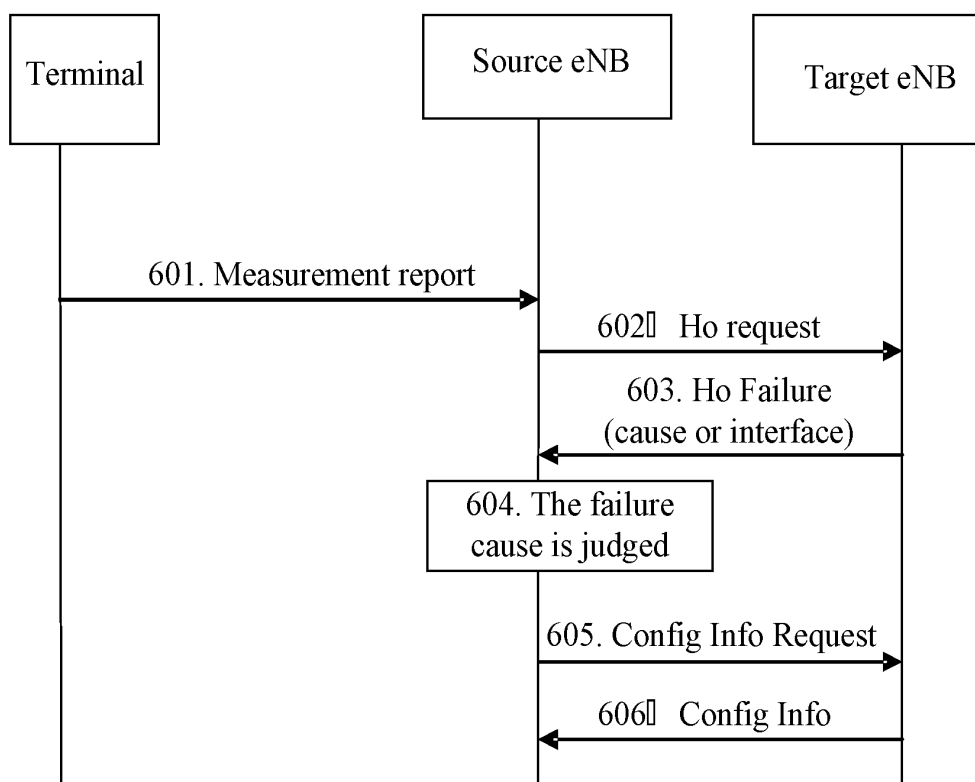 Terminal
Source eNB
Target eNB
601. Measurement report
602▯ Ho request
603. Ho Failure
(cause or interface)
604. The failure
cause is judged
605. Config Info Request
606▯ Config Info